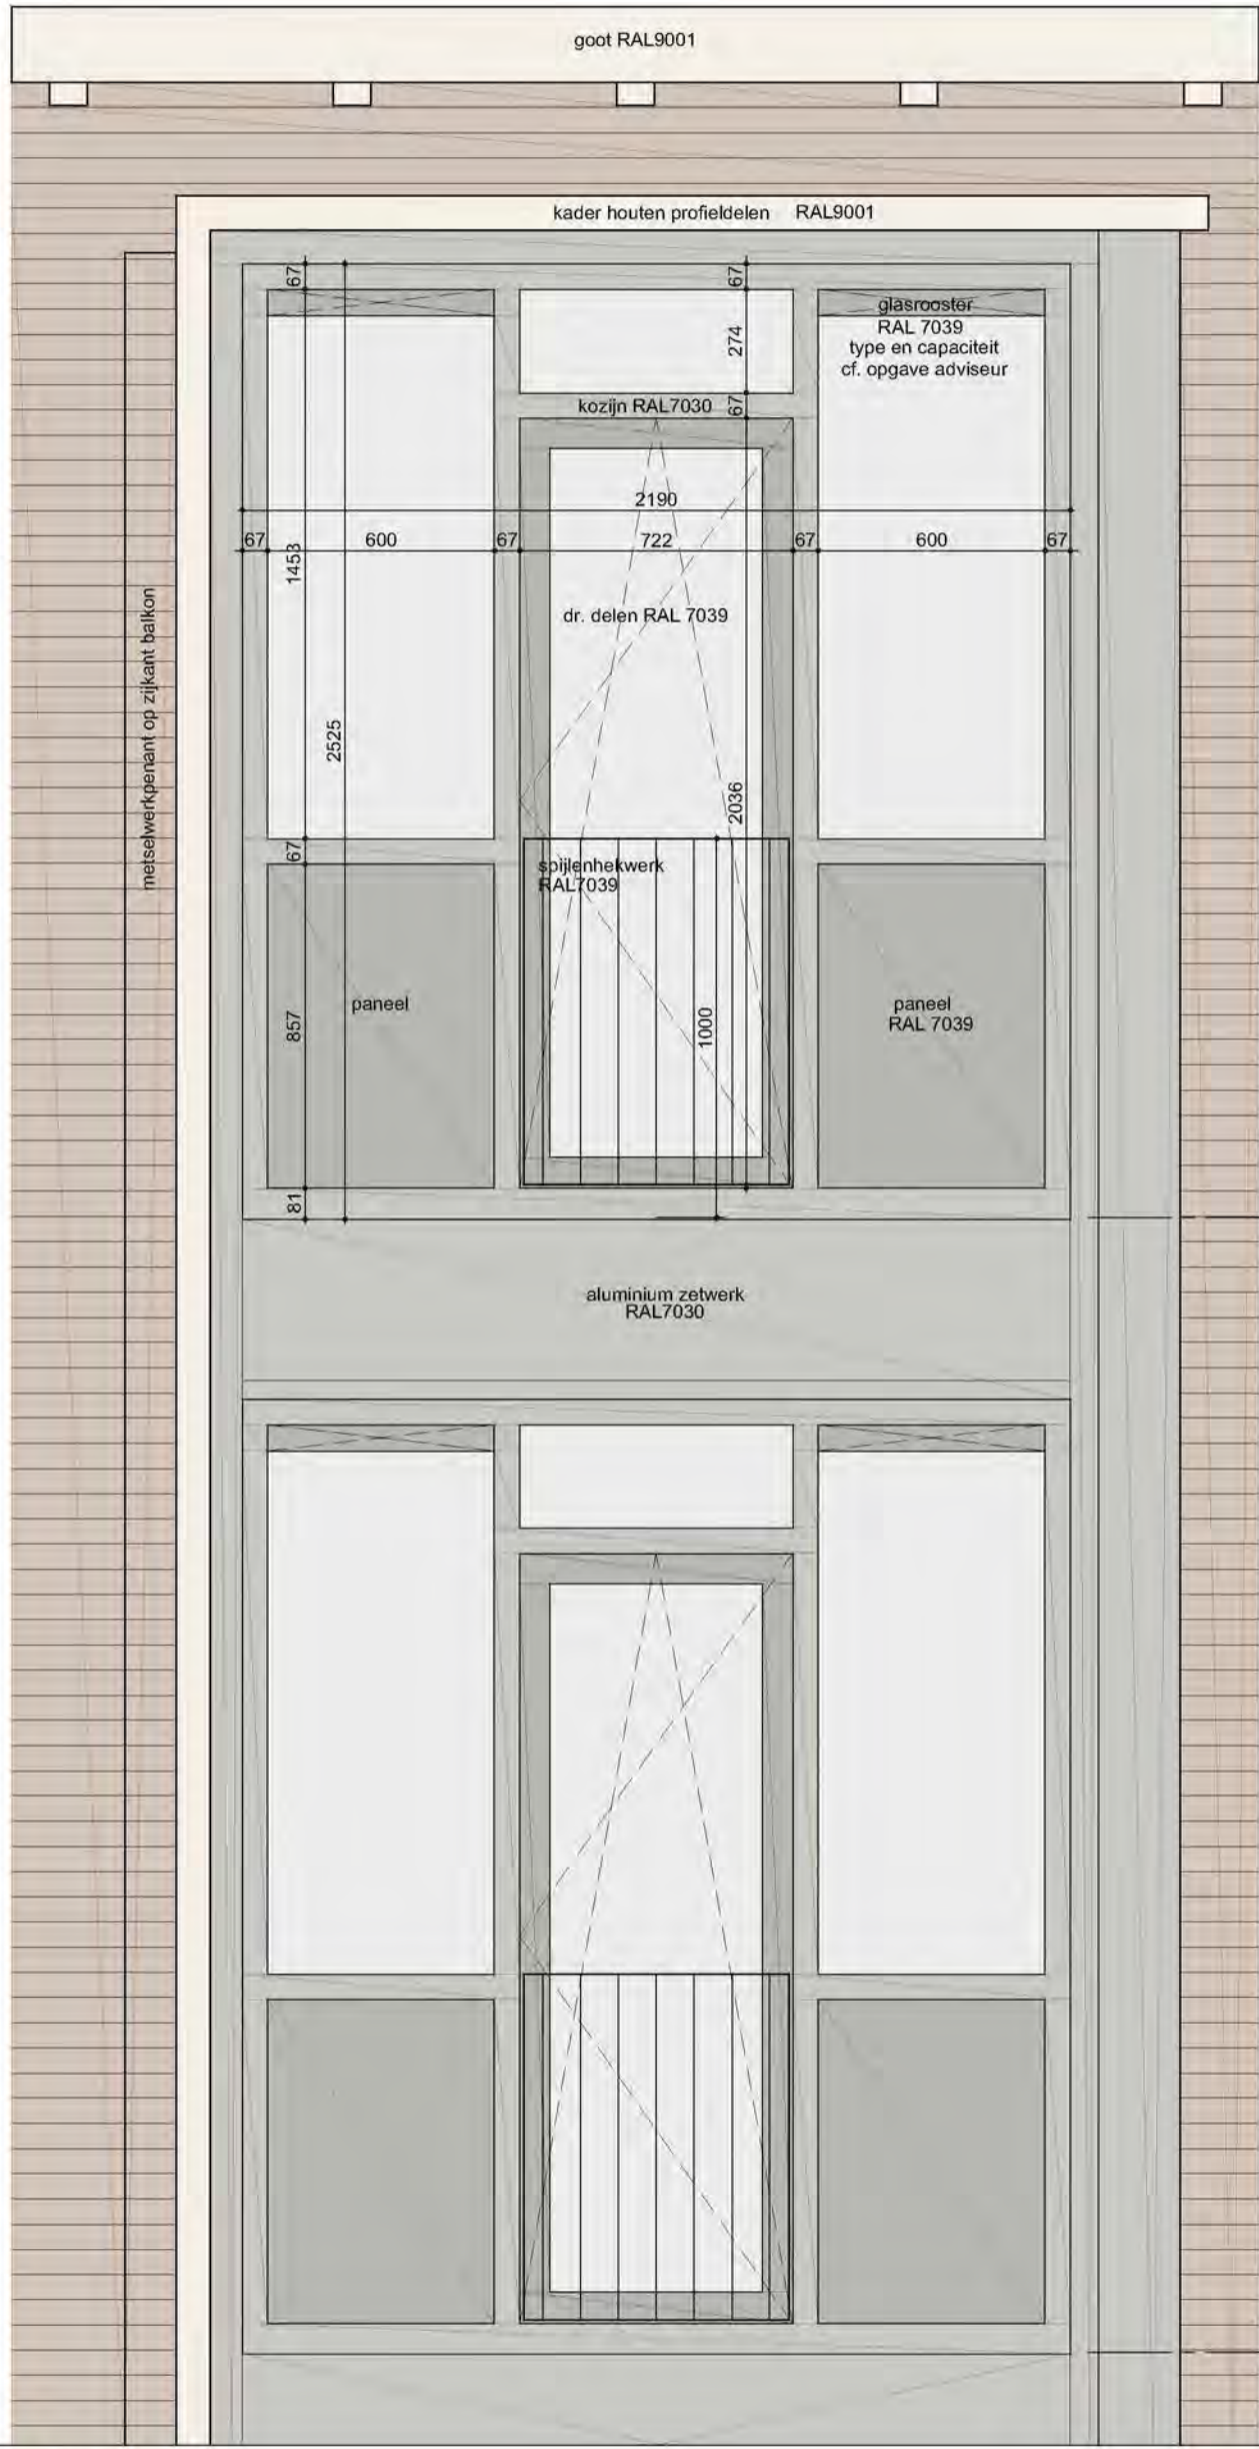 goot RAL9001
kader houten profieldelen RAL9001
67
67
274
glasrooster
RAL 7039
type en capaciteit
cf. opgave adviseur
kozijn RAL7030
67
2190
67
600
67
722
67
600
67
1453
dr. delen RAL 7039
metselwerkpenant op zijkant balkon
2525
2036
67
spijlenhekwerk
RAL7039
paneel
857
1000
paneel
RAL 7039
81
aluminium zetwerk
RAL7030